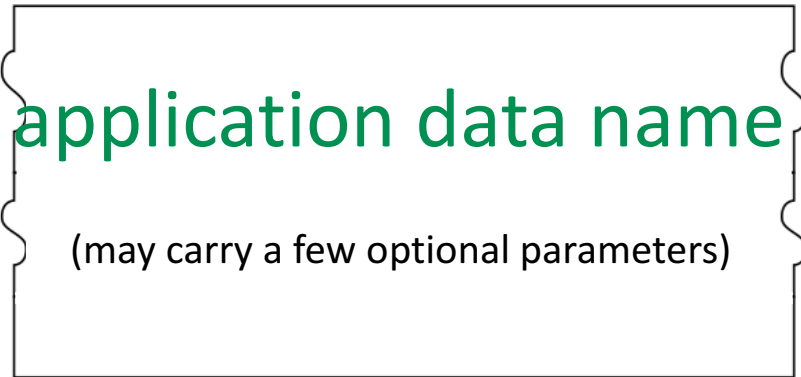 application data name
(may carry a few optional parameters)